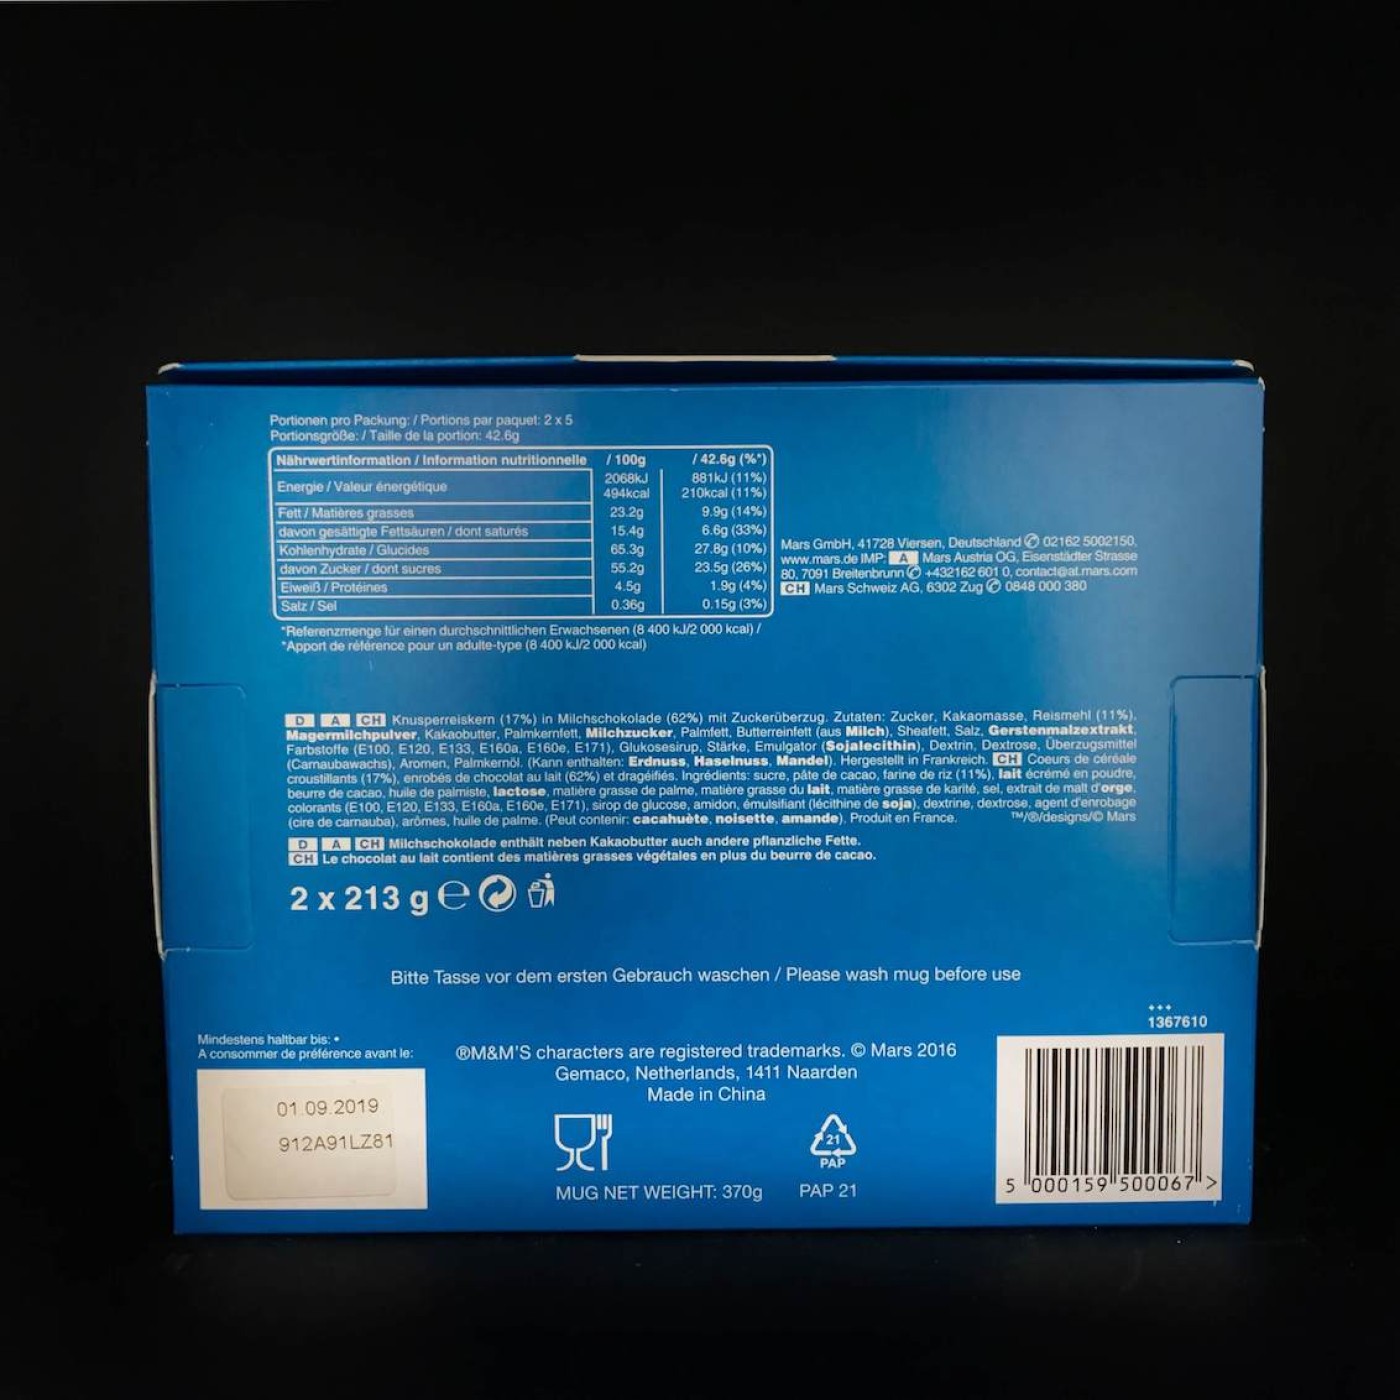 Portionen pro Packung: / Portions par paquet: 2 x 5
Portionsgröße: / Taille de la portion: 42.6g
Nährwertinformation / Information nutritionnelle / 100g / 42.6g (%*)
Energie / Valeur énergétique 2068kJ 881kJ (11%)
494kcal 210kcal (11%)
Fett / Matières grasses 23.2g 9.9g (14%)
davon gesättigte Fettsäuren / dont saturés 15.4g 6.6g (33%)
Kohlenhydrate / Glucides 65.3g 27.8g (10%)
davon Zucker / dont sucres 55.2g 23.5g (26%)
Eiweiß / Protéines 4.5g 1.9g (4%)
Salz / Sel 0.36g 0.15g (3%)
*Referenzmenge für einen durchschnittlichen Erwachsenen (8 400 kJ/2 000 kcal) /
*Apport de référence pour un adulte-type (8 400 kJ/2 000 kcal)
Mars GmbH, 41728 Viersen, Deutschland ✆ 02162 5002150,
www.mars.de IMP: A Mars Austria OG, Eisenstädter Strasse
80, 7091 Breitenbrunn ✆ +432162 601 0, contact@at.mars.com
CH Mars Schweiz AG, 6302 Zug ✆ 0848 000 380
D A CH Knusperreiskern (17%) in Milchschokolade (62%) mit Zuckerüberzug. Zutaten: Zucker, Kakaomasse, Reismehl (11%),
Magermilchpulver, Kakaobutter, Palmkernfett, Milchzucker, Palmfett, Butterreinfett (aus Milch), Sheafett, Salz, Gerstenmalzextrakt,
Farbstoffe (E100, E120, E133, E160a, E160e, E171), Glukosesirup, Stärke, Emulgator (Sojalecithin), Dextrin, Dextrose, Überzugsmittel
(Carnaubawachs), Aromen, Palmkernöl. (Kann enthalten: Erdnuss, Haselnuss, Mandel). Hergestellt in Frankreich. CH Coeurs de céréale
croustillants (17%), enrobés de chocolat au lait (62%) et dragéifiés. Ingrédients: sucre, pâte de cacao, farine de riz (11%), lait écrémé en poudre,
beurre de cacao, huile de palmiste, lactose, matière grasse de palme, matière grasse du lait, matière grasse de karité, sel, extrait de malt d'orge,
colorants (E100, E120, E133, E160a, E160e, E171), sirop de glucose, amidon, émulsifiant (lécithine de soja), dextrine, dextrose, agent d'enrobage
(cire de carnauba), arômes, huile de palme. (Peut contenir: cacahuète, noisette, amande). Produit en France. ™/®/designs/© Mars
D A CH Milchschokolade enthält neben Kakaobutter auch andere pflanzliche Fette.
CH Le chocolat au lait contient des matières grasses végétales en plus du beurre de cacao.
2 x 213 g e
Bitte Tasse vor dem ersten Gebrauch waschen / Please wash mug before use
1367610
Mindestens haltbar bis: •
A consommer de préférence avant le:
01.09.2019
912A91LZ81
®M&M'S characters are registered trademarks. © Mars 2016
Gemaco, Netherlands, 1411 Naarden
Made in China
21
PAP
MUG NET WEIGHT: 370g PAP 21
5 000159 500067 >